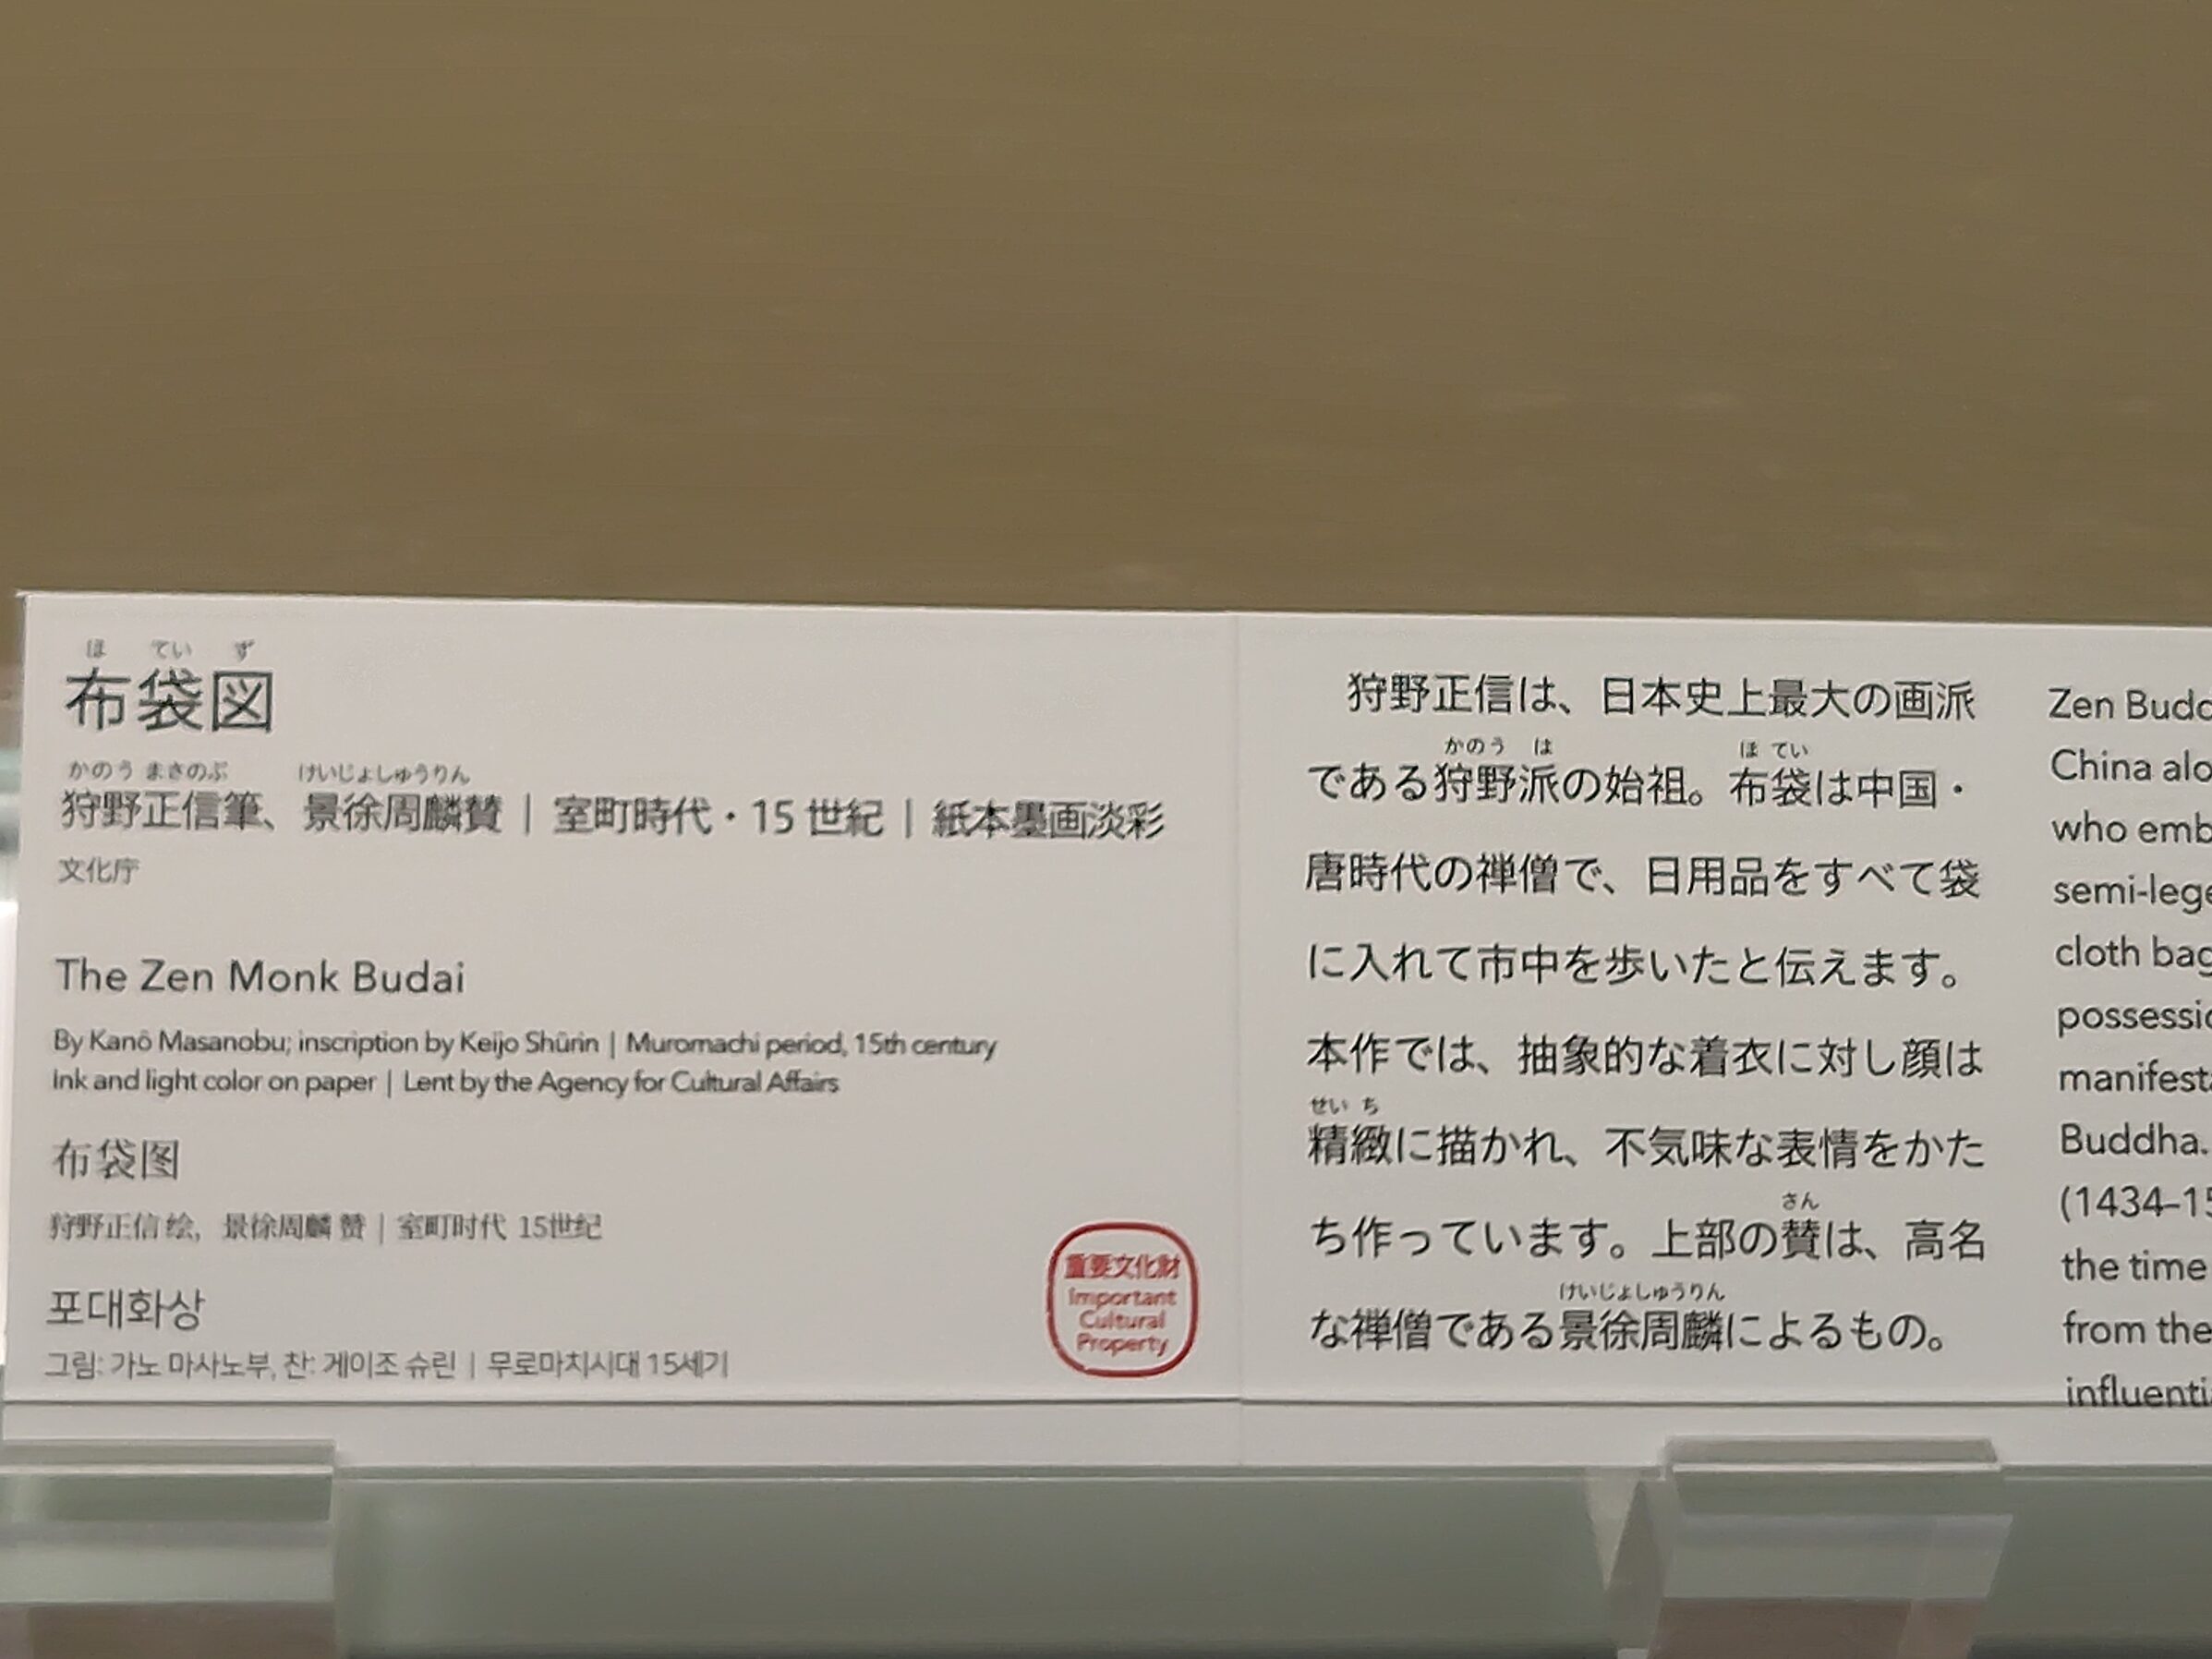 ほ てい ず
布袋図
かのう まさのぶ けいじょしゅうりん
狩野正信筆、景徐周麟賛｜室町時代・15世紀｜紙本墨画淡彩
文化庁
The Zen Monk Budai
By Kanō Masanobu; inscription by Keijo Shūrin | Muromachi period, 15th century
Ink and light color on paper | Lent by the Agency for Cultural Affairs
布袋图
狩野正信 绘，景徐周麟 赞 | 室町时代 15世纪
포대화상
그림: 가노 마사노부, 찬: 게이조 슈린 | 무로마치시대 15세기
重要文化財
Important
Cultural
Property
狩野正信は、日本史上最大の画派
かのう は ほ てい
である狩野派の始祖。布袋は中国・
唐時代の禅僧で、日用品をすべて袋
に入れて市中を歩いたと伝えます。
本作では、抽象的な着衣に対し顔は
せい ち
精緻に描かれ、不気味な表情をかた
さん
ち作っています。上部の賛は、高名
けいじょしゅうりん
な禅僧である景徐周麟によるもの。
Zen
China
who
cloth
Buddha.
the time
from the